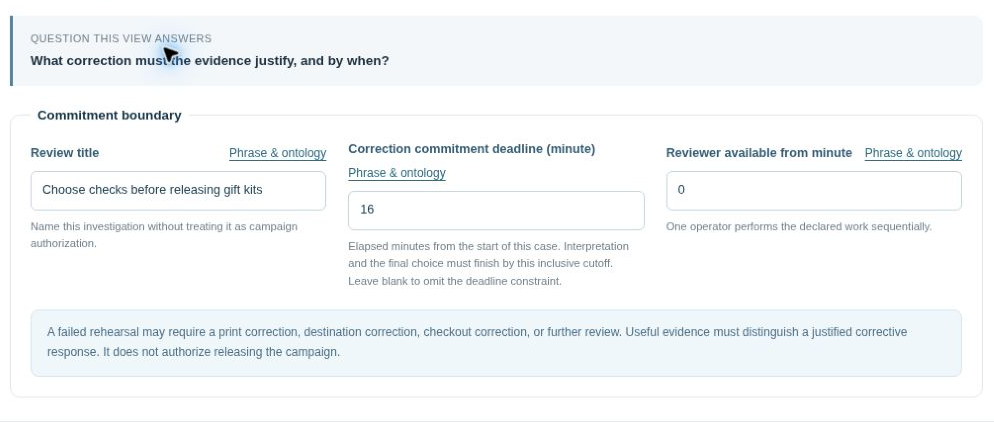 QUESTION THIS VIEW ANSWERS
What correction must the evidence justify, and by when?
Commitment boundary
Review title
Phrase & ontology
Choose checks before releasing gift kits
Name this investigation without treating it as campaign
authorization.
Correction commitment deadline (minute)
Phrase & ontology
16
Elapsed minutes from the start of this case. Interpretation
and the final choice must finish by this inclusive cutoff.
Leave blank to omit the deadline constraint.
Reviewer available from minute
Phrase & ontology
0
One operator performs the declared work sequentially.
A failed rehearsal may require a print correction, destination correction, checkout correction, or further review. Useful evidence must distinguish a justified corrective
response. It does not authorize releasing the campaign.